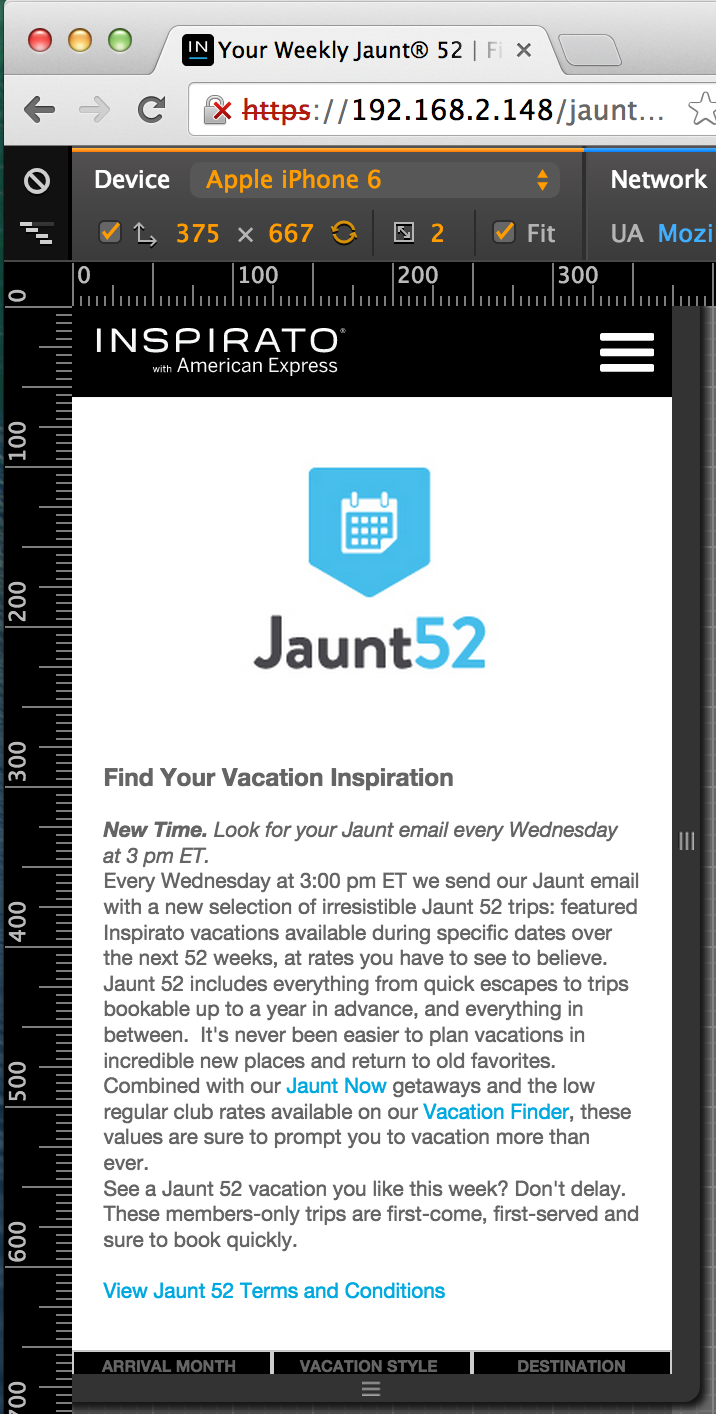 IN Your Weekly Jaunt® 52 | Fi
https://192.168.2.148/jaunt...
Device Apple iPhone 6 Network
375 × 667 2 Fit UA Mozi
0 100 200 300
0
100
200
300
400
500
600
700
INSPIRATO®
with American Express
Jaunt52
Find Your Vacation Inspiration
New Time. Look for your Jaunt email every Wednesday
at 3 pm ET.
Every Wednesday at 3:00 pm ET we send our Jaunt email
with a new selection of irresistible Jaunt 52 trips: featured
Inspirato vacations available during specific dates over
the next 52 weeks, at rates you have to see to believe.
Jaunt 52 includes everything from quick escapes to trips
bookable up to a year in advance, and everything in
between.  It's never been easier to plan vacations in
incredible new places and return to old favorites.
Combined with our Jaunt Now getaways and the low
regular club rates available on our Vacation Finder, these
values are sure to prompt you to vacation more than
ever.
See a Jaunt 52 vacation you like this week? Don't delay.
These members-only trips are first-come, first-served and
sure to book quickly.
View Jaunt 52 Terms and Conditions
ARRIVAL MONTH VACATION STYLE DESTINATION